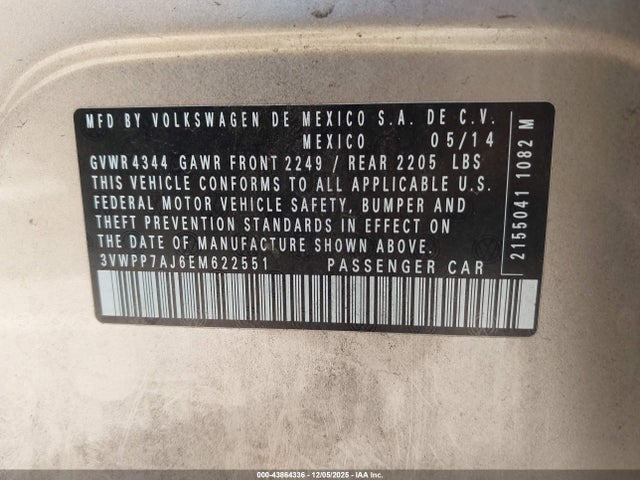 MFD BY VOLKSWAGEN DE MEXICO S.A. DE C.V.
MEXICO 05/14
GVWR 4344 GAWR FRONT 2249 / REAR 2205 LBS
THIS VEHICLE CONFORMS TO ALL APPLICABLE U.S.
FEDERAL MOTOR VEHICLE SAFETY, BUMPER AND
THEFT PREVENTION STANDARDS IN EFFECT ON
THE DATE OF MANUFACTURE SHOWN ABOVE.
3VWPP7AJ6EM622551 PASSENGER CAR
2155041 1082 M
000-43864336 | 12/05/2025 | IAA Inc.